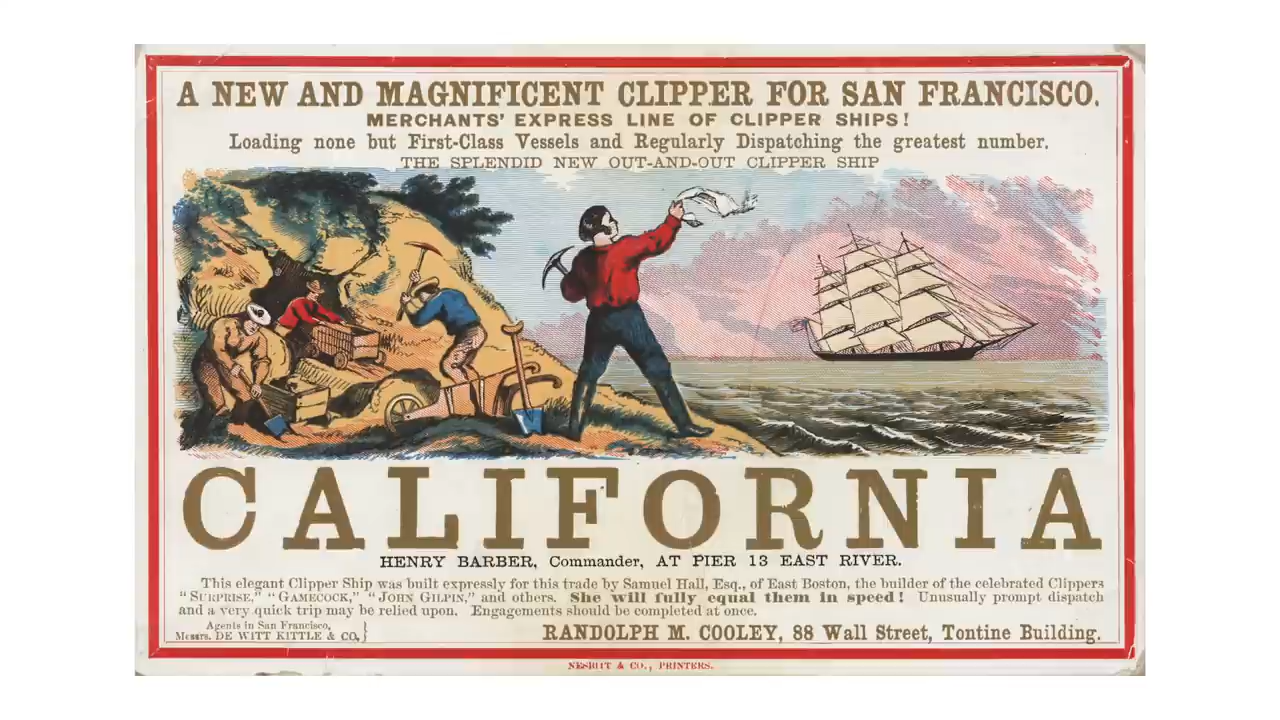 A NEW AND MAGNIFICENT CLIPPER FOR SAN FRANCISCO.
MERCHANTS' EXPRESS LINE OF CLIPPER SHIPS!
Loading none but First-Class Vessels and Regularly Dispatching the greatest number.
THE SPLENDID NEW OUT-AND-OUT CLIPPER SHIP
CALIFORNIA
HENRY BARBER, Commander, AT PIER 13 EAST RIVER.
This elegant Clipper Ship was built expressly for this trade by Samuel Hall, Esq., of East Boston, the builder of the celebrated Clippers
"SURPRISE," "GAMECOCK," "JOHN GILPIN," and others. She will fully equal them in speed! Unusually prompt dispatch
and a very quick trip may be relied upon. Engagements should be completed at once.
Agents in San Francisco,
Messrs. DE WITT KITTLE & CO.,
RANDOLPH M. COOLEY, 88 Wall Street, Tontine Building.
NESBITT & CO., PRINTERS.